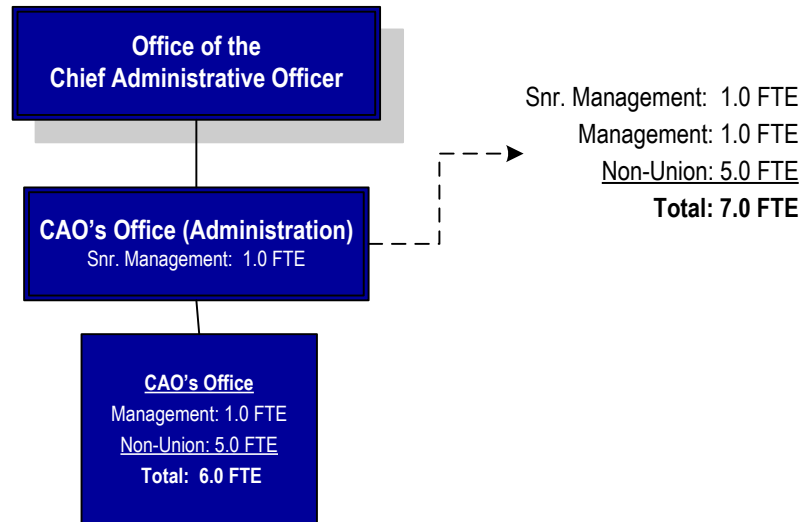 Office of the
Chief Administrative Officer
Snr. Management: 1.0 FTE
Management: 1.0 FTE
Non-Union: 5.0 FTE
Total: 7.0 FTE
CAO's Office (Administration)
Snr. Management: 1.0 FTE
CAO's Office
Management: 1.0 FTE
Non-Union: 5.0 FTE
Total: 6.0 FTE